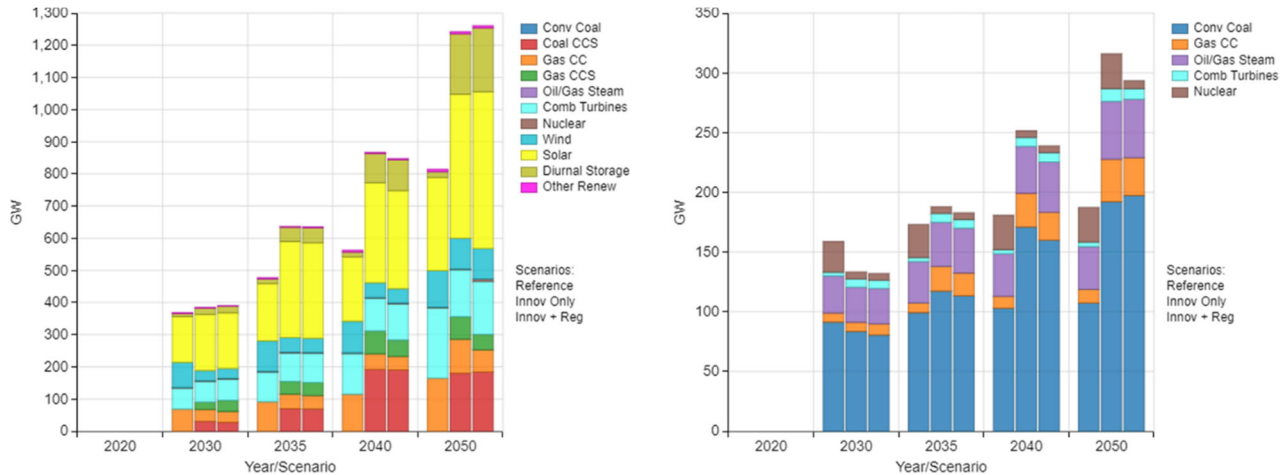 1,300
1,200
1,100
1,000
900
800
700
600
500
400
300
200
100
0
GW
2020
2030
2035
2040
2050
Year/Scenario
Conv Coal
Coal CCS
Gas CC
Gas CCS
Oil/Gas Steam
Comb Turbines
Nuclear
Wind
Solar
Diurnal Storage
Other Renew
Scenarios:
Reference
Innov Only
Innov + Reg
350
300
250
200
150
100
50
0
GW
2020
2030
2035
2040
2050
Year/Scenario
Conv Coal
Gas CC
Oil/Gas Steam
Comb Turbines
Nuclear
Scenarios:
Reference
Innov Only
Innov + Reg